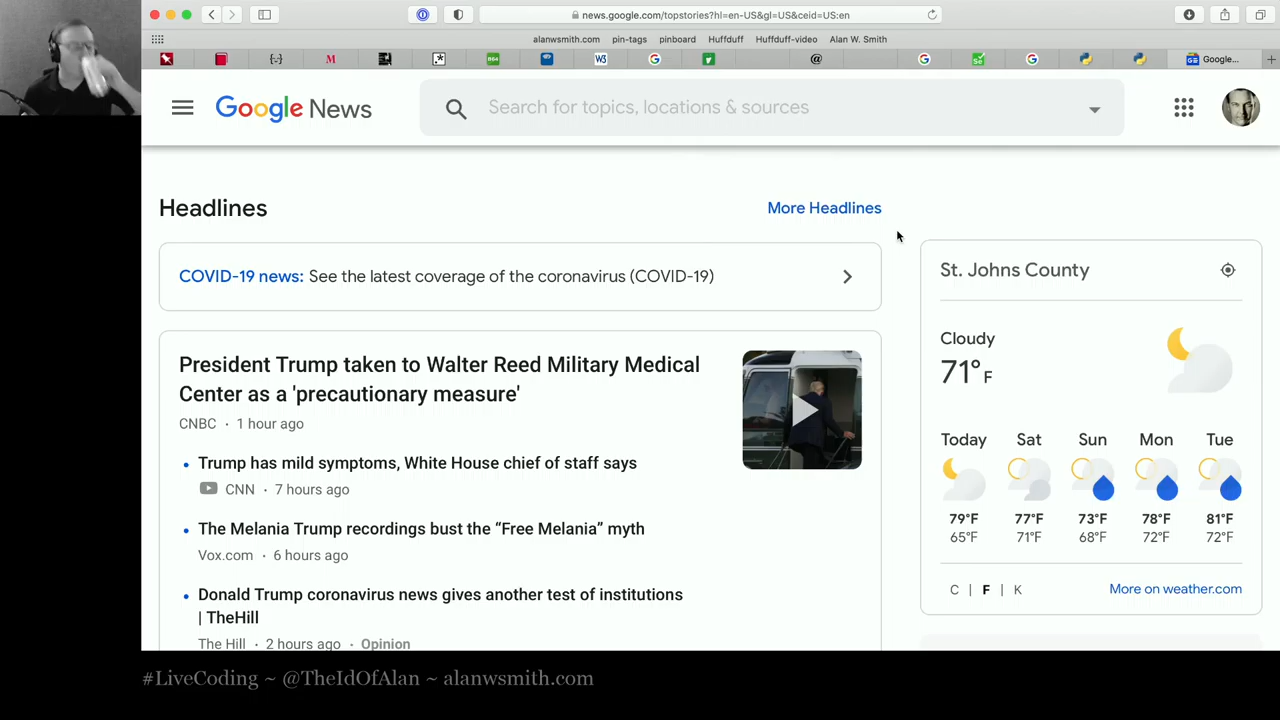 news.google.com/topstories?hl=en-US&gl=US&ceid=US:en
alanwsmith.com pin-tags pinboard Huffduff Huffduff-video Alan W. Smith
Google...
Google News
Search for topics, locations & sources
Headlines
More Headlines
COVID-19 news: See the latest coverage of the coronavirus (COVID-19)
President Trump taken to Walter Reed Military Medical
Center as a 'precautionary measure'
CNBC · 1 hour ago
Trump has mild symptoms, White House chief of staff says
CNN · 7 hours ago
The Melania Trump recordings bust the “Free Melania” myth
Vox.com · 6 hours ago
Donald Trump coronavirus news gives another test of institutions
| TheHill
The Hill · 2 hours ago · Opinion
St. Johns County
Cloudy
71°F
Today Sat Sun Mon Tue
79°F 77°F 73°F 78°F 81°F
65°F 71°F 68°F 72°F 72°F
C | F | K
More on weather.com
#LiveCoding ~ @TheIdOfAlan ~ alanwsmith.com